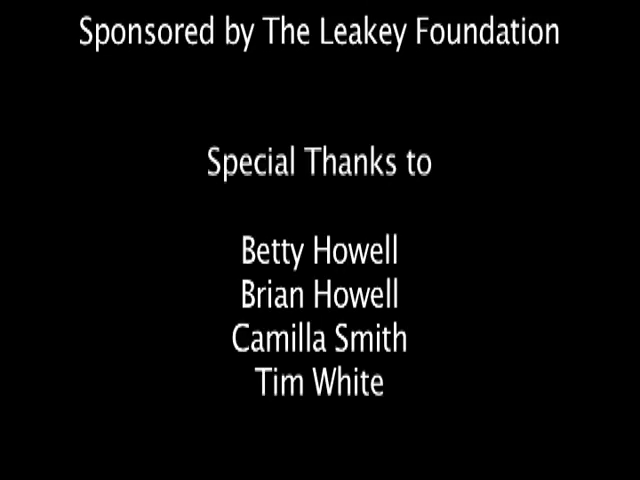 Sponsored by The Leakey Foundation
Special Thanks to
Betty Howell
Brian Howell
Camilla Smith
Tim White